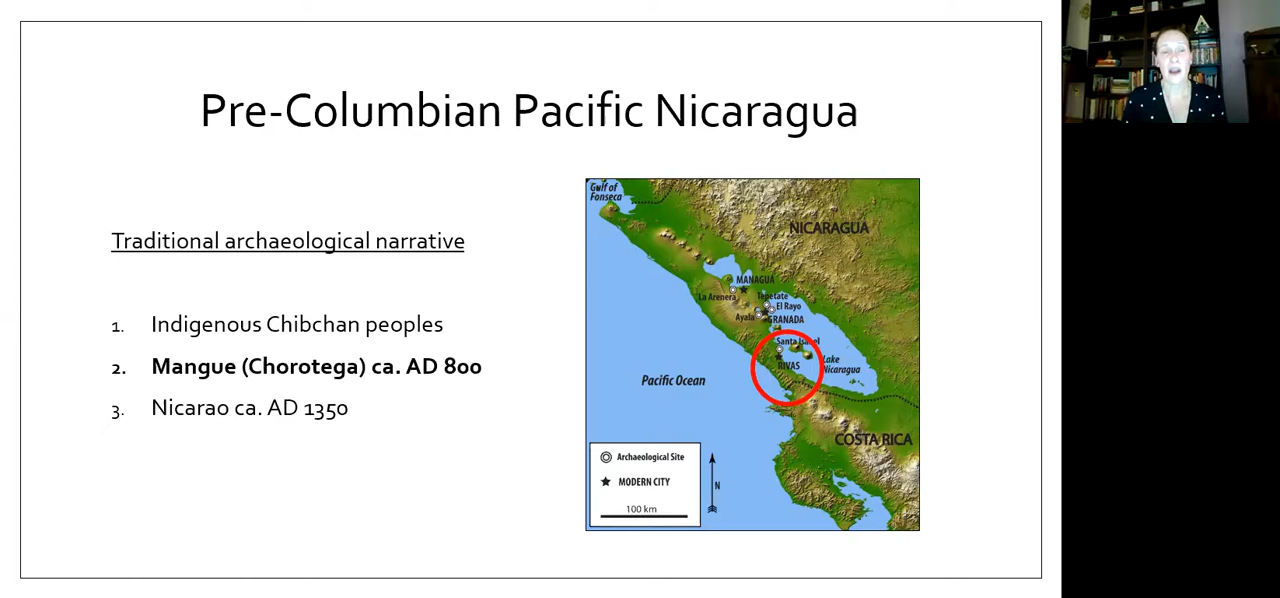 Pre-Columbian Pacific Nicaragua
Traditional archaeological narrative
1. Indigenous Chibchan peoples
2. Mangue (Chorotega) ca. AD 800
3. Nicarao ca. AD 1350
Gulf of
Fonseca
NICARAGUA
MANAGUA
La Arenera
Tepetate
El Rayo
Ayala
GRANADA
Santa Isabel
RIVAS
Lake
Nicaragua
Pacific Ocean
COSTA RICA
Archaeological Site
MODERN CITY
100 km
N